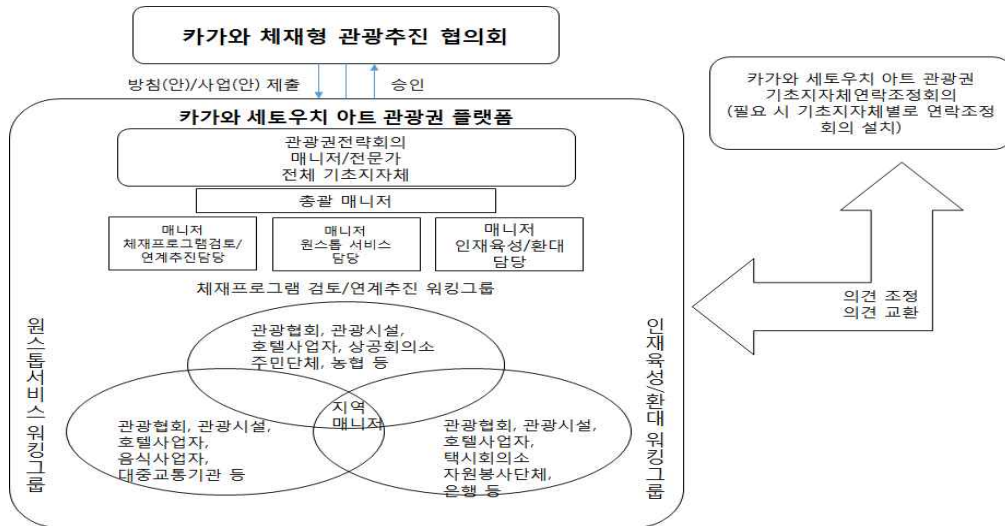 카가와 체재형 관광추진 협의회
방침(안)/사업(안) 제출
승인
카가와 세토우치 아트 관광권 플랫폼
관광권전략회의
매니저/전문가
전체 기초지자체
총괄 매니저
매니저
체재프로그램검토/
연계추진담당
매니저
원스톱 서비스
담당
매니저
인재육성/환대
담당
체재프로그램 검토/연계추진 워킹그룹
원스톱서비스 워킹그룹
관광협회, 관광시설,
호텔사업자, 상공회의소
주민단체, 농협 등
지역
매니저
관광협회, 관광시설,
호텔사업자,
음식사업자,
대중교통기관 등
관광협회, 관광시설,
호텔사업자,
택시회의소
자원봉사단체,
은행 등
인재육성/환대 워킹그룹
카가와 세토우치 아트 관광권
기초지자체연락조정회의
(필요 시 기초지자체별로 연락조정
회의 설치)
의견 조정
의견 교환